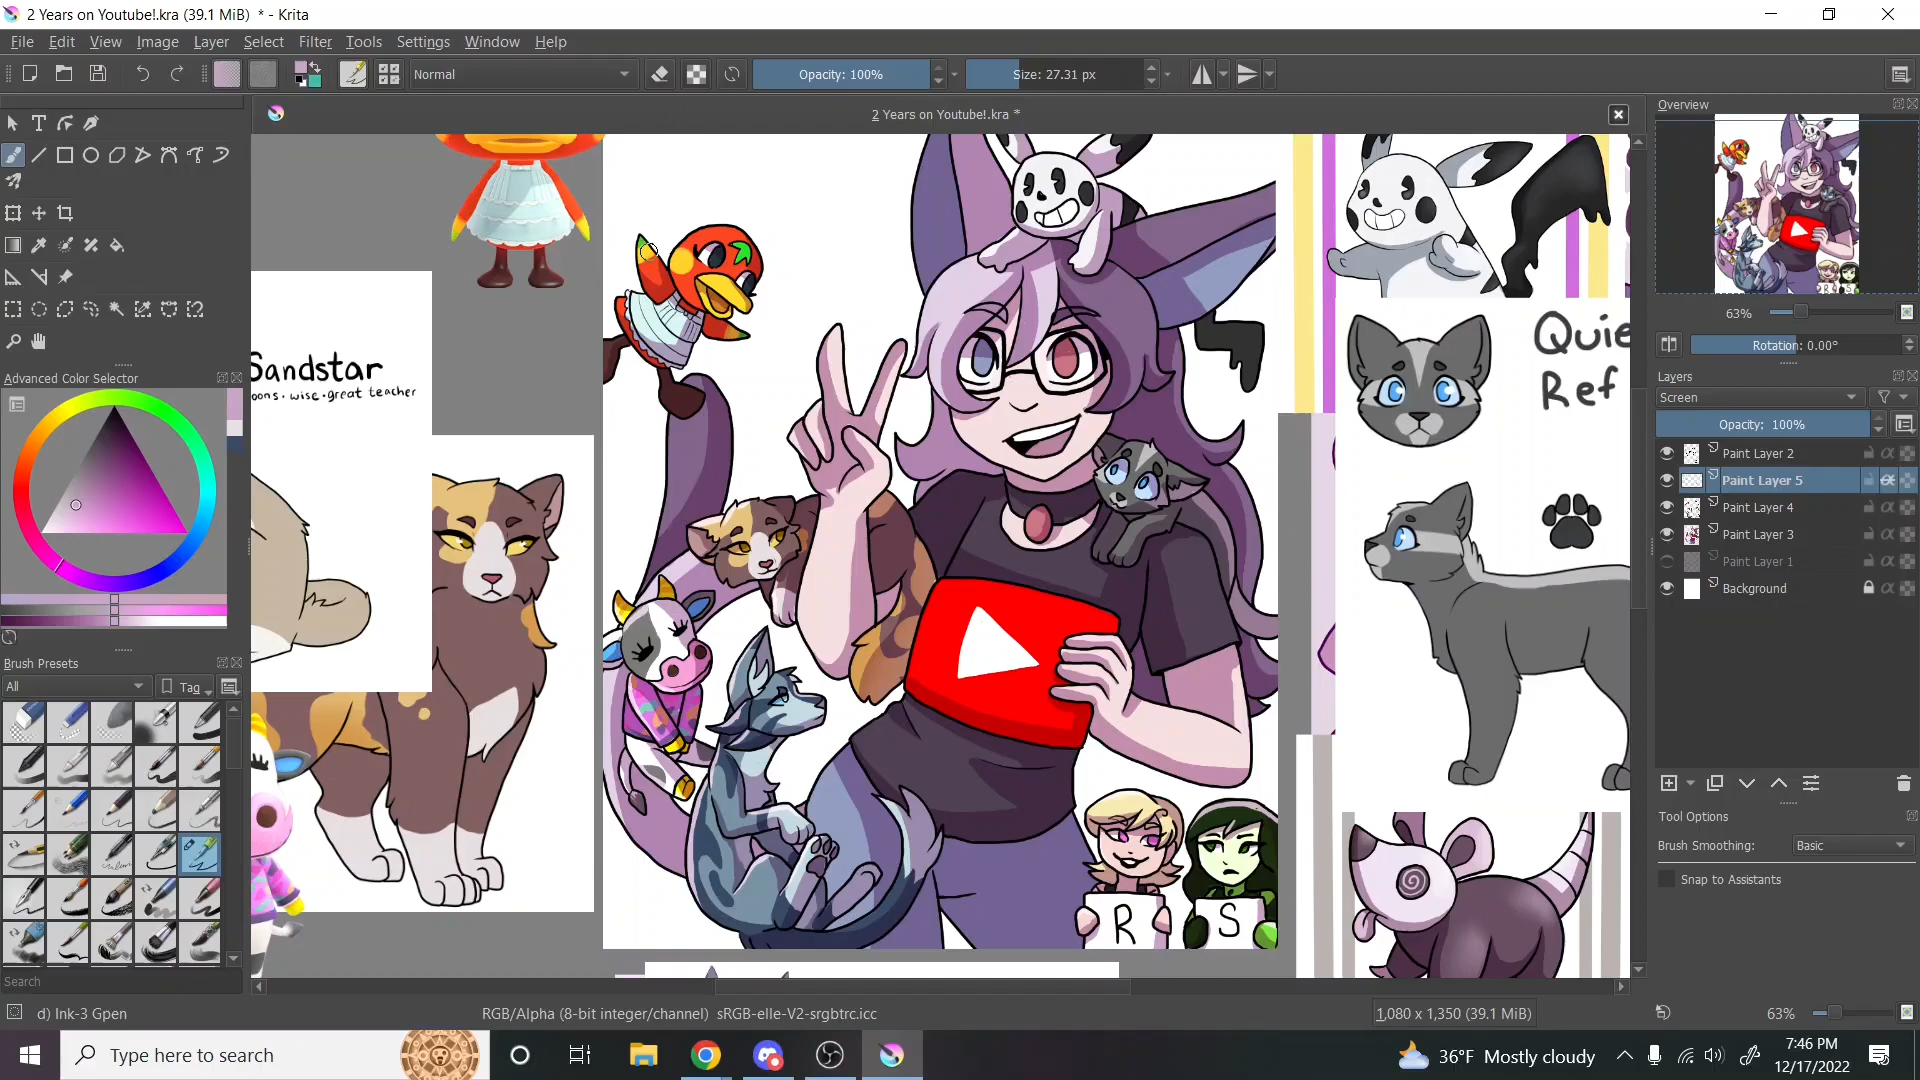 2 Years on Youtube!.kra (39.1 MiB)  * - Krita
File Edit View Image Layer Select Filter Tools Settings Window Help
Normal
Opacity: 100%
Size: 27.31 px
2 Years on Youtube!.kra *
Overview
63%
Rotation: 0.00°
Layers
Screen
Opacity: 100%
Paint Layer 2
Paint Layer 5
Paint Layer 4
Paint Layer 3
Paint Layer 1
Background
Tool Options
Brush Smoothing: Basic
Snap to Assistants
Advanced Color Selector
Brush Presets
All
Tag
Search
Sandstar
wise · great teacher
Quie
Ref
R
S
d) Ink-3 Gpen
RGB/Alpha (8-bit integer/channel) sRGB-elle-V2-srgbtrc.icc
1,080 x 1,350 (39.1 MiB)
63%
Type here to search
36°F Mostly cloudy
7:46 PM
12/17/2022